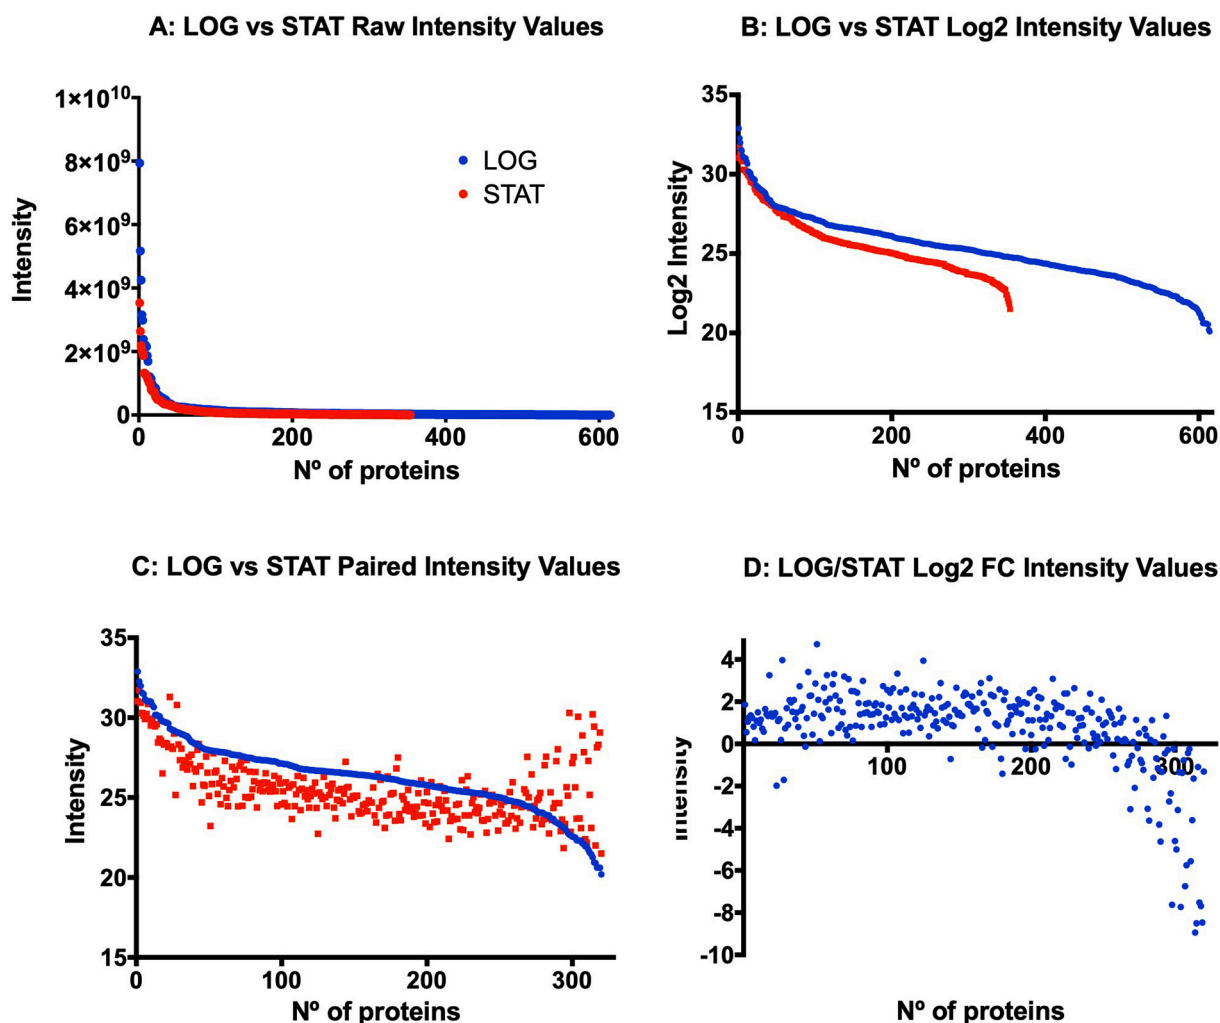 A: LOG vs STAT Raw Intensity Values
1×10¹⁰
8×10⁹
6×10⁹
4×10⁹
2×10⁹
0
Intensity
LOG
STAT
0 200 400 600
Nº of proteins
B: LOG vs STAT Log2 Intensity Values
35
30
25
20
15
Log2 Intensity
0 200 400 600
Nº of proteins
C: LOG vs STAT Paired Intensity Values
35
30
25
20
15
Intensity
0 100 200 300
Nº of proteins
D: LOG/STAT Log2 FC Intensity Values
4
2
0
-2
-4
-6
-8
-10
Intensity
100 200 300
Nº of proteins